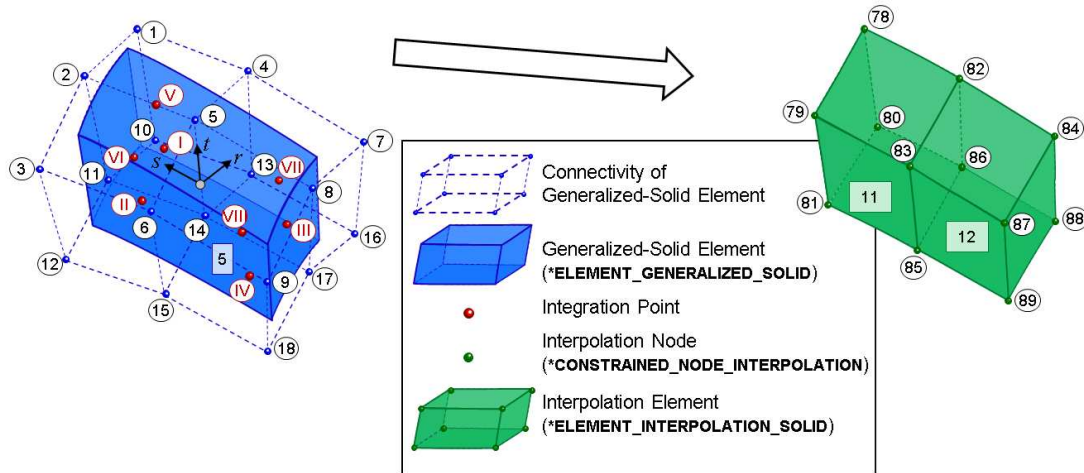 1
2
4
V
5
7
10
I
t
r
s
VI
13
VII
3
11
8
II
VII
III
6
14
16
5
12
9
17
IV
15
18
Connectivity of
Generalized-Solid Element
Generalized-Solid Element
(*ELEMENT_GENERALIZED_SOLID)
Integration Point
Interpolation Node
(*CONSTRAINED_NODE_INTERPOLATION)
Interpolation Element
(*ELEMENT_INTERPOLATION_SOLID)
78
82
79
80
84
83
86
81
11
87
88
12
85
89